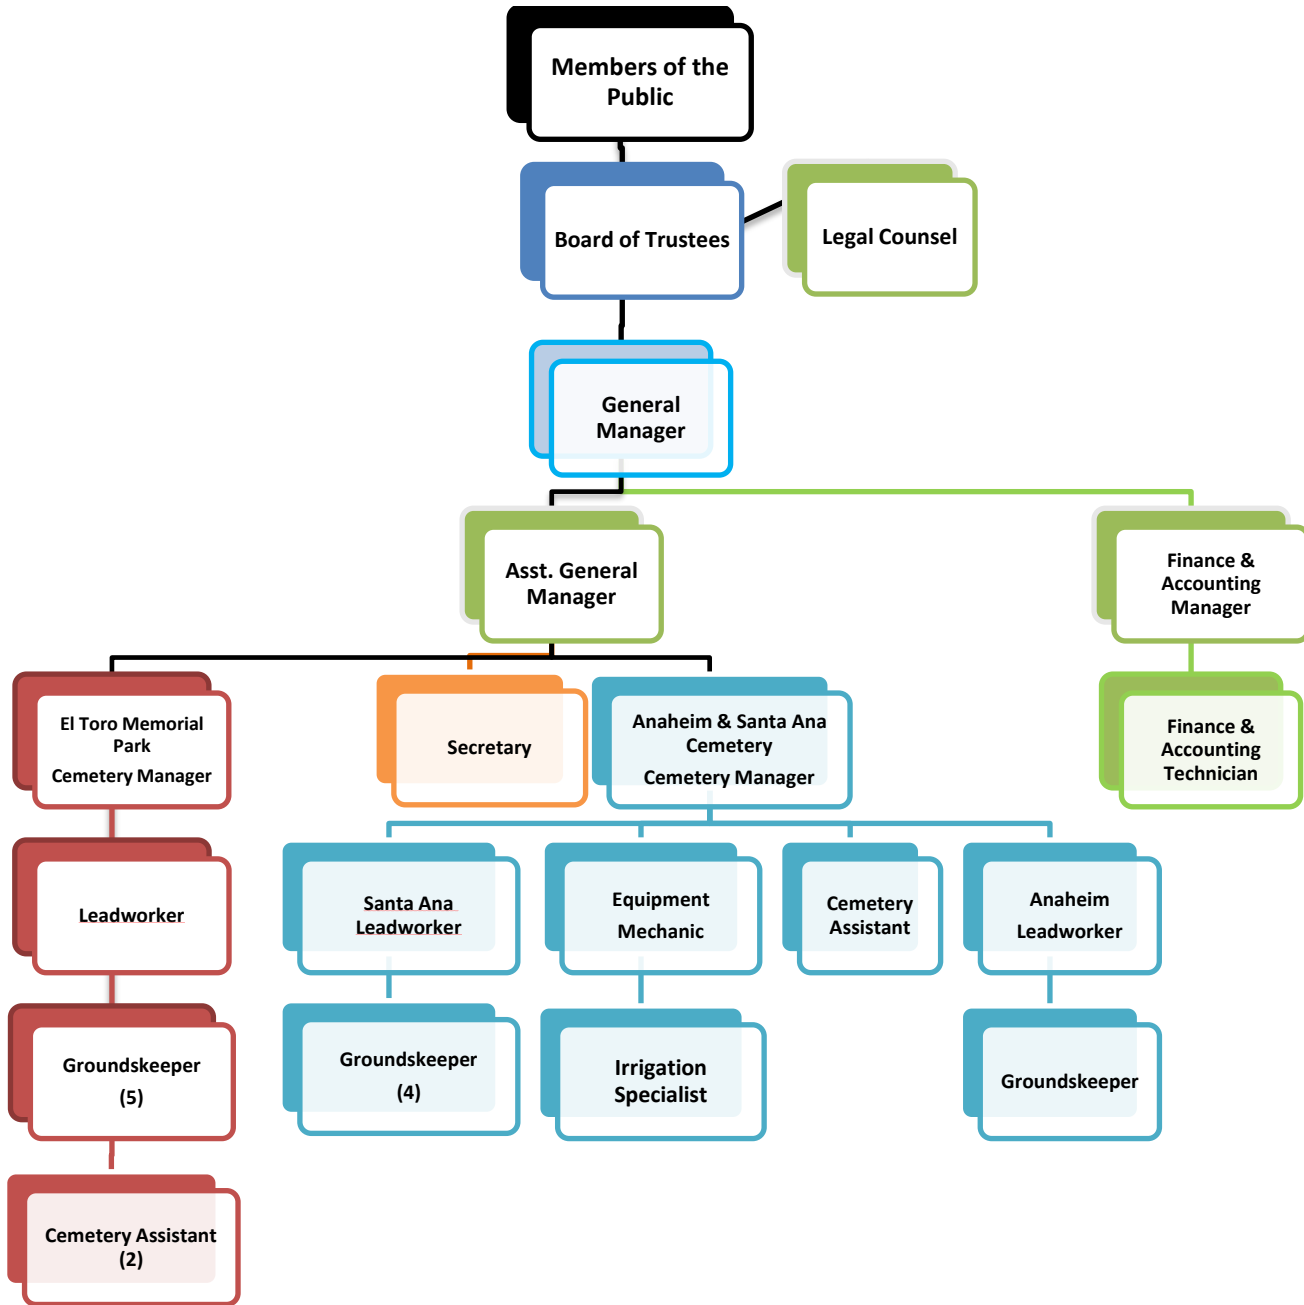 Members of the
Public
Board of Trustees
Legal Counsel
General
Manager
Asst. General
Manager
Finance &
Accounting
Manager
El Toro Memorial
Park
Cemetery Manager
Secretary
Anaheim & Santa Ana
Cemetery
Cemetery Manager
Finance &
Accounting
Technician
Leadworker
Santa Ana
Leadworker
Equipment
Mechanic
Cemetery
Assistant
Anaheim
Leadworker
Groundskeeper
(5)
Groundskeeper
(4)
Irrigation
Specialist
Groundskeeper
Cemetery Assistant
(2)